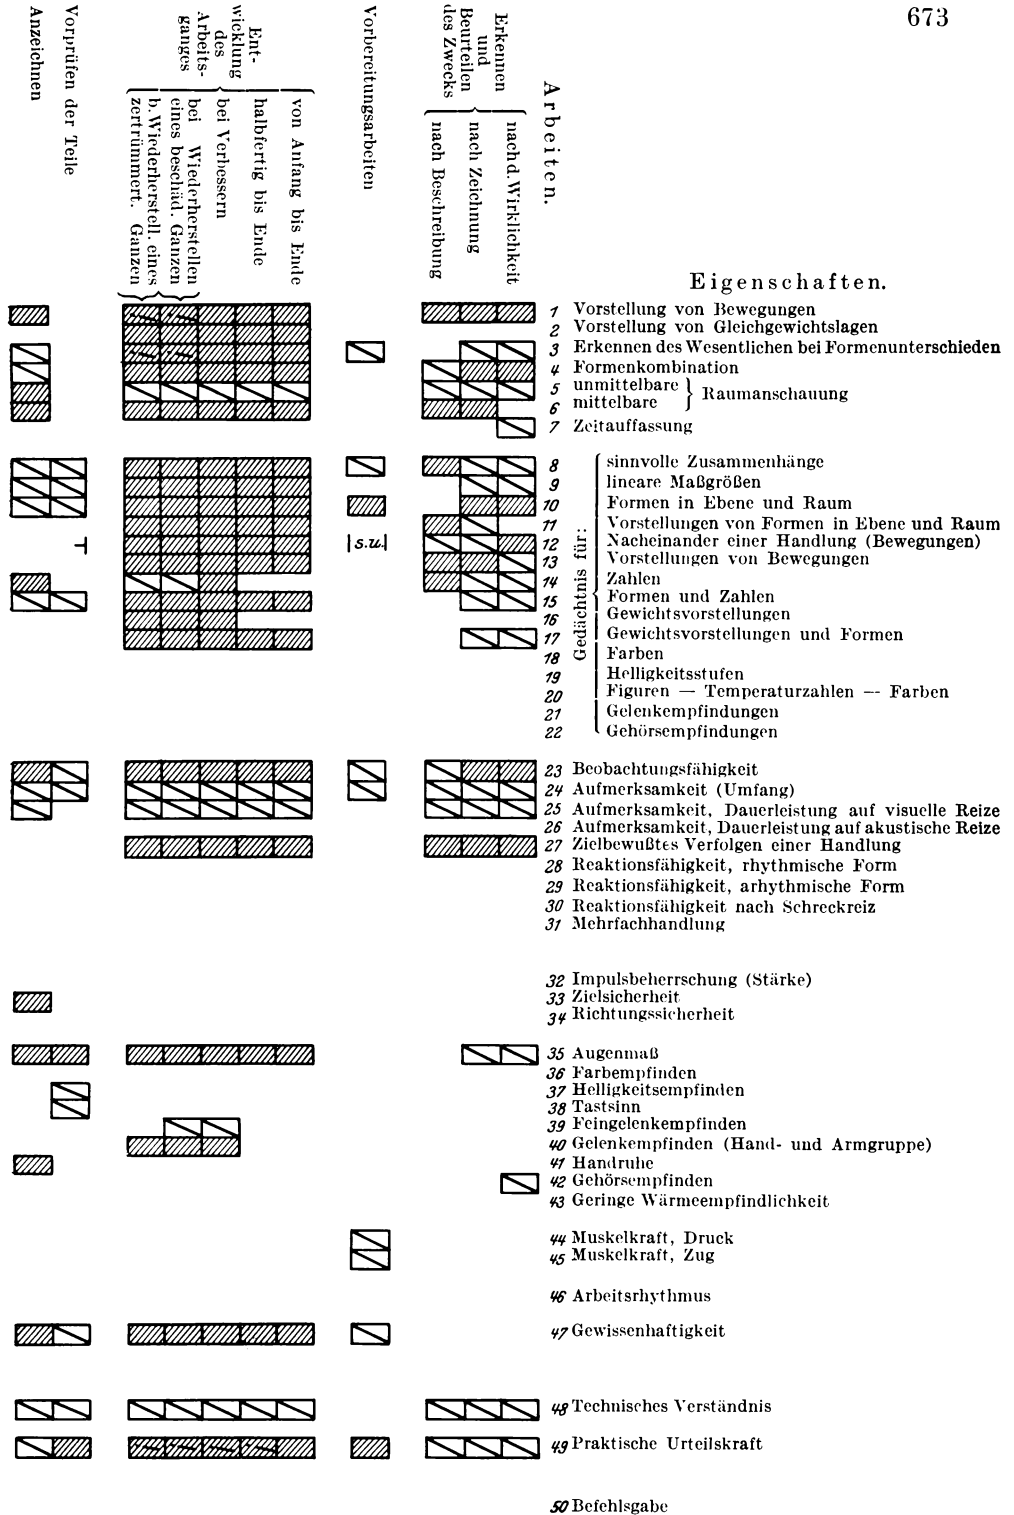 673
Anzeichnen
Vorprüfen der Teile
Ent-
wicklung
des
Arbeits-
ganges
b. Wiederherstell. eines
zertrümmert. Ganzen
bei Wiederherstellen
eines beschäd. Ganzen
bei Verbessern
halbfertig bis Ende
von Anfang bis Ende
Vorbereitungsarbeiten
Erkennen
und
Beurteilen
des Zwecks
nach Beschreibung
nach Zeichnung
nach d. Wirklichkeit
Arbeiten.
Eigenschaften.
1 Vorstellung von Bewegungen
2 Vorstellung von Gleichgewichtslagen
3 Erkennen des Wesentlichen bei Formenunterschieden
4 Formenkombination
5 unmittelbare
6 mittelbare
} Raumanschauung
7 Zeitauffassung
Gedächtnis für:
8 sinnvolle Zusammenhänge
9 lineare Maßgrößen
10 Formen in Ebene und Raum
11 Vorstellungen von Formen in Ebene und Raum
T |s.u.| 12 Nacheinander einer Handlung (Bewegungen)
13 Vorstellungen von Bewegungen
14 Zahlen
15 Formen und Zahlen
16 Gewichtsvorstellungen
17 Gewichtsvorstellungen und Formen
18 Farben
19 Helligkeitsstufen
20 Figuren — Temperaturzahlen — Farben
21 Gelenkempfindungen
22 Gehörsempfindungen
23 Beobachtungsfähigkeit
24 Aufmerksamkeit (Umfang)
25 Aufmerksamkeit, Dauerleistung auf visuelle Reize
26 Aufmerksamkeit, Dauerleistung auf akustische Reize
27 Zielbewußtes Verfolgen einer Handlung
28 Reaktionsfähigkeit, rhythmische Form
29 Reaktionsfähigkeit, arhythmische Form
30 Reaktionsfähigkeit nach Schreckreiz
31 Mehrfachhandlung
32 Impulsbeherrschung (Stärke)
33 Zielsicherheit
34 Richtungssicherheit
35 Augenmaß
36 Farbempfinden
37 Helligkeitsempfinden
38 Tastsinn
39 Feingelenkempfinden
40 Gelenkempfinden (Hand- und Armgruppe)
41 Handruhe
42 Gehörsempfinden
43 Geringe Wärmeempfindlichkeit
44 Muskelkraft, Druck
45 Muskelkraft, Zug
46 Arbeitsrhythmus
47 Gewissenhaftigkeit
48 Technisches Verständnis
49 Praktische Urteilskraft
50 Befehlsgabe